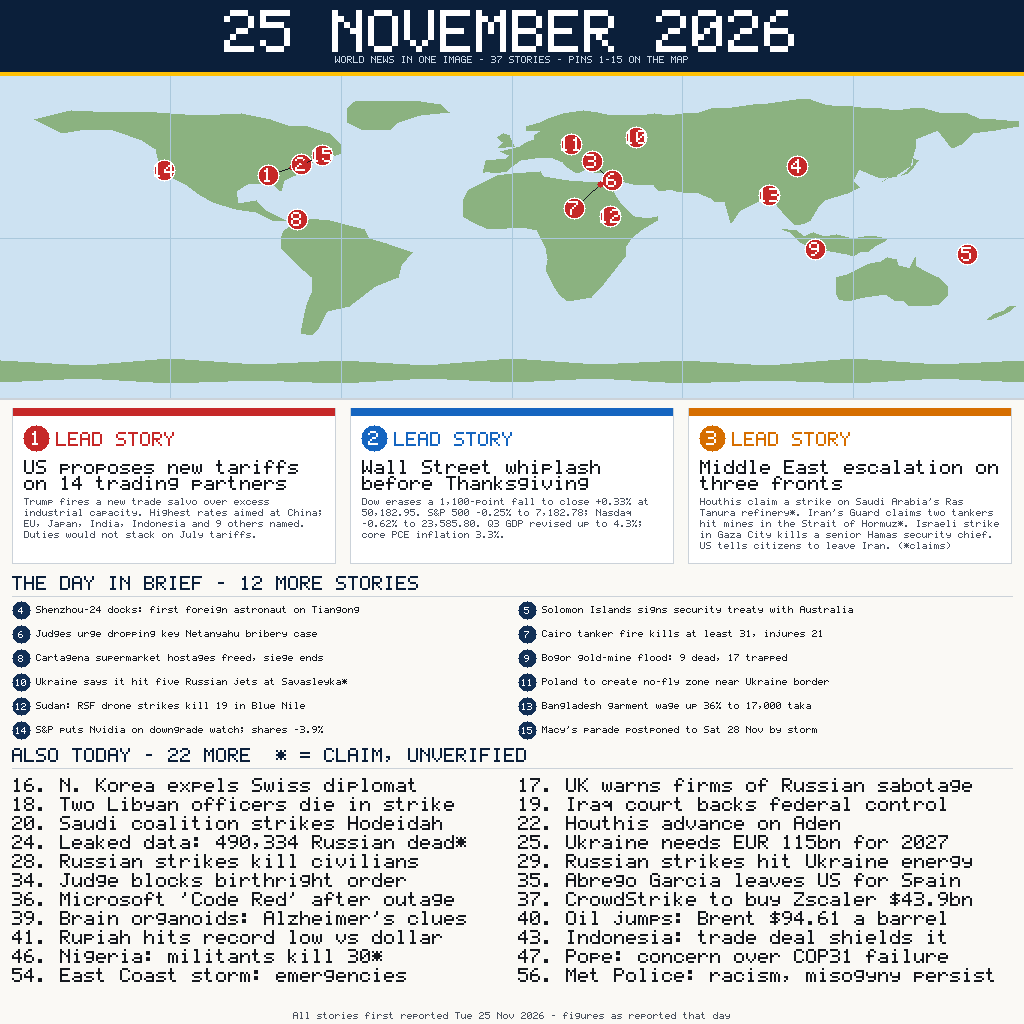 25 NOVEMBER 2026
WORLD NEWS IN ONE IMAGE - 37 STORIES - PINS 1-15 ON THE MAP
11
10
15
2
3
14
1
4
6
13
7
12
8
9
5
1 LEAD STORY
US proposes new tariffs
on 14 trading partners
Trump fires a new trade salvo over excess
industrial capacity. Highest rates aimed at China;
EU, Japan, India, Indonesia and 9 others named.
Duties would not stack on July tariffs.
2 LEAD STORY
Wall Street whiplash
before Thanksgiving
Dow erases a 1,100-point fall to close +0.33% at
50,182.95. S&P 500 -0.25% to 7,182.78; Nasdaq
-0.62% to 23,585.80. Q3 GDP revised up to 4.3%;
core PCE inflation 3.3%.
3 LEAD STORY
Middle East escalation on
three fronts
Houthis claim a strike on Saudi Arabia's Ras
Tanura refinery*. Iran's Guard claims two tankers
hit mines in the Strait of Hormuz*. Israeli strike
in Gaza City kills a senior Hamas security chief.
US tells citizens to leave Iran. (*claims)
THE DAY IN BRIEF - 12 MORE STORIES
4 Shenzhou-24 docks: first foreign astronaut on Tiangong
5 Solomon Islands signs security treaty with Australia
6 Judges urge dropping key Netanyahu bribery case
7 Cairo tanker fire kills at least 31, injures 21
8 Cartagena supermarket hostages freed, siege ends
9 Bogor gold-mine flood: 9 dead, 17 trapped
10 Ukraine says it hit five Russian jets at Savasleyka*
11 Poland to create no-fly zone near Ukraine border
12 Sudan: RSF drone strikes kill 19 in Blue Nile
13 Bangladesh garment wage up 36% to 17,000 taka
14 S&P puts Nvidia on downgrade watch; shares -3.9%
15 Macy's parade postponed to Sat 28 Nov by storm
ALSO TODAY - 22 MORE * = CLAIM, UNVERIFIED
16. N. Korea expels Swiss diplomat
17. UK warns firms of Russian sabotage
18. Two Libyan officers die in strike
19. Iraq court backs federal control
20. Saudi coalition strikes Hodeidah
22. Houthis advance on Aden
24. Leaked data: 490,334 Russian dead*
25. Ukraine needs EUR 115bn for 2027
28. Russian strikes kill civilians
29. Russian strikes hit Ukraine energy
34. Judge blocks birthright order
35. Abrego Garcia leaves US for Spain
36. Microsoft 'Code Red' after outage
37. CrowdStrike to buy Zscaler $43.9bn
39. Brain organoids: Alzheimer's clues
40. Oil jumps: Brent $94.61 a barrel
41. Rupiah hits record low vs dollar
43. Indonesia: trade deal shields it
46. Nigeria: militants kill 30*
47. Pope: concern over COP31 failure
54. East Coast storm: emergencies
56. Met Police: racism, misogyny persist
All stories first reported Tue 25 Nov 2026 - figures as reported that day